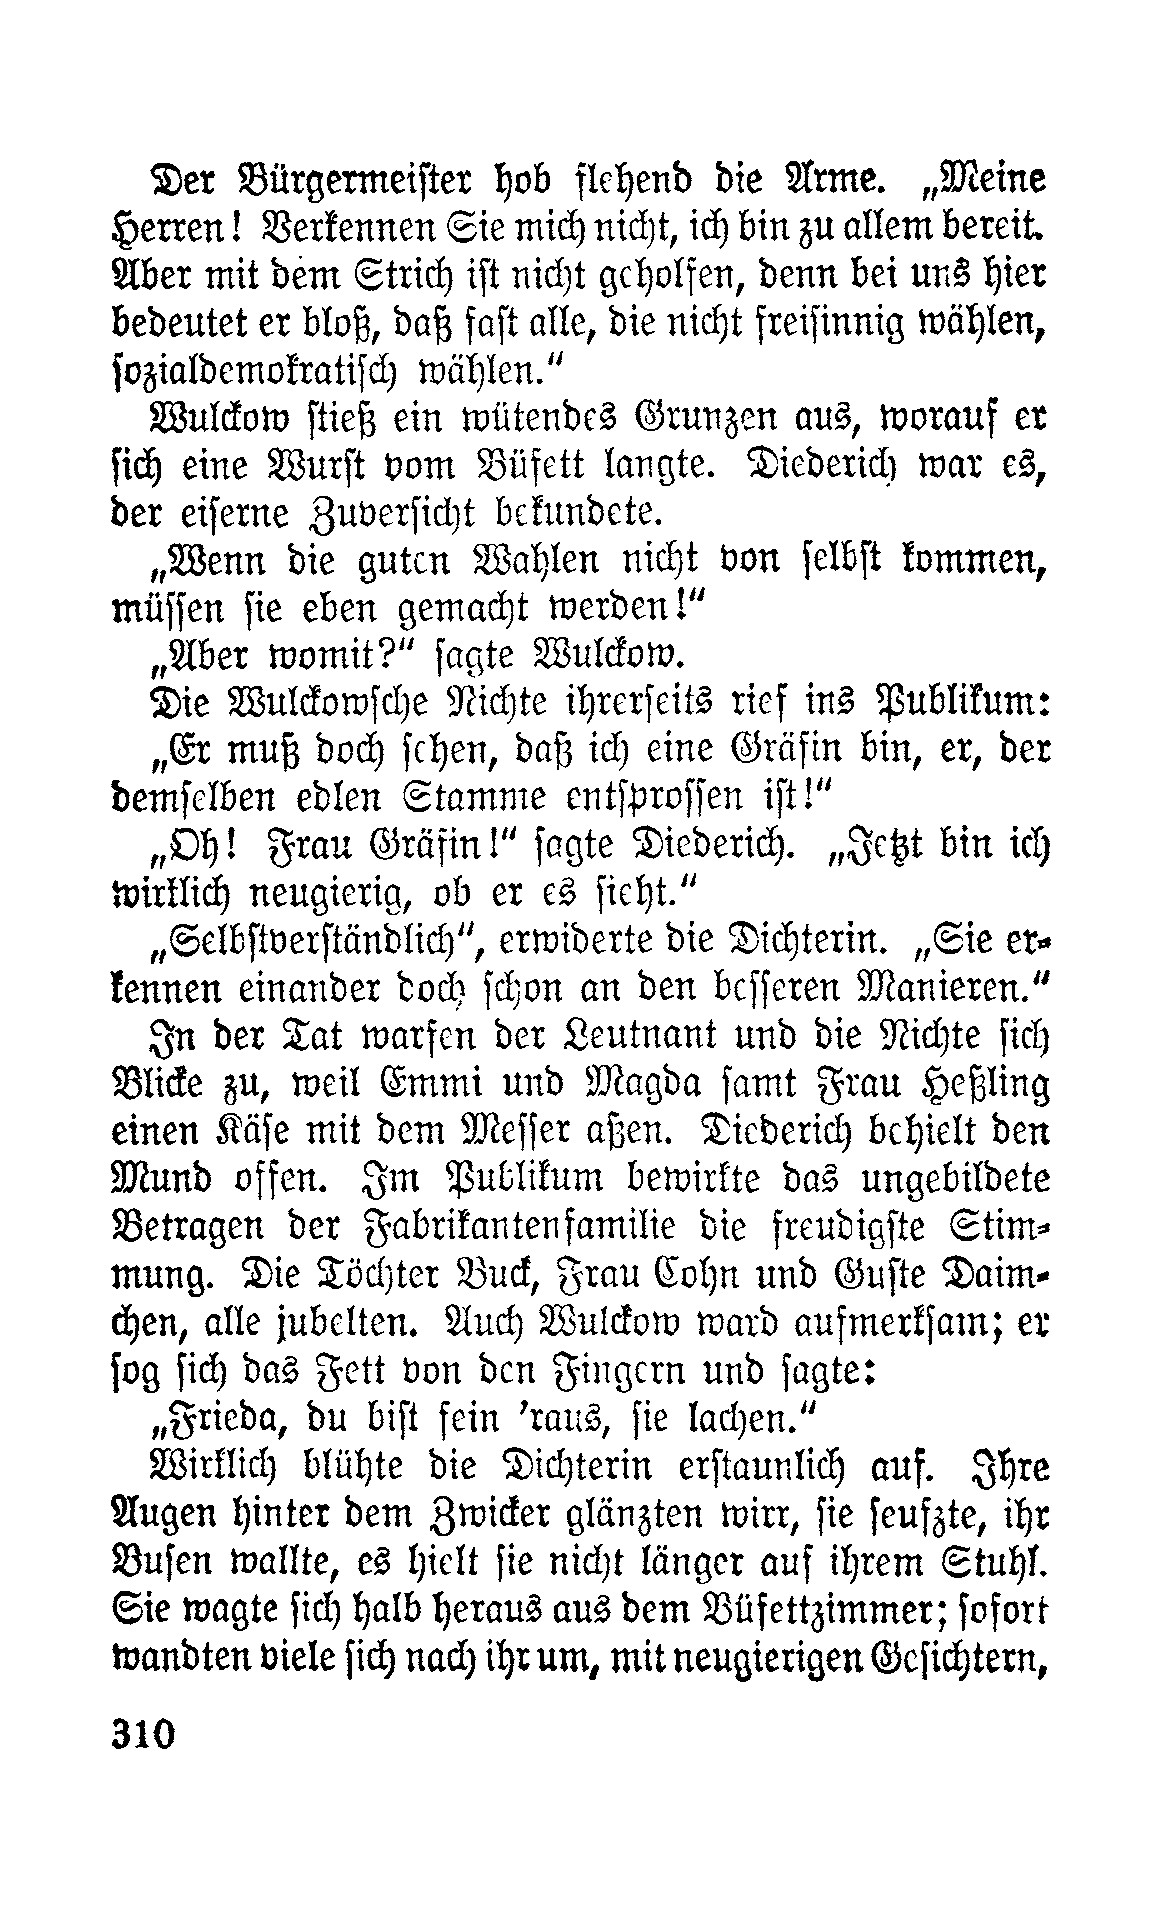 Der Bürgermeister hob flehend die Arme. „Meine
Herren! Verkennen Sie mich nicht, ich bin zu allem bereit.
Aber mit dem Strich ist nicht geholfen, denn bei uns hier
bedeutet er bloß, daß fast alle, die nicht freisinnig wählen,
sozialdemokratisch wählen.“
Wulckow stieß ein wütendes Grunzen aus, worauf er
sich eine Wurst vom Büfett langte. Diederich war es,
der eiserne Zuversicht bekundete.
„Wenn die guten Wahlen nicht von selbst kommen,
müssen sie eben gemacht werden!“
„Aber womit?“ sagte Wulckow.
Die Wulckowsche Nichte ihrerseits rief ins Publikum:
„Er muß doch sehen, daß ich eine Gräfin bin, er, der
demselben edlen Stamme entsprossen ist!“
„Oh! Frau Gräfin!“ sagte Diederich. „Jetzt bin ich
wirklich neugierig, ob er es sieht.“
„Selbstverständlich“, erwiderte die Dichterin. „Sie er-
kennen einander doch schon an den besseren Manieren.“
In der Tat warfen der Leutnant und die Nichte sich
Blicke zu, weil Emmi und Magda samt Frau Heßling
einen Käse mit dem Messer aßen. Diederich behielt den
Mund offen. Im Publikum bewirkte das ungebildete
Betragen der Fabrikantenfamilie die freudigste Stim-
mung. Die Töchter Buck, Frau Cohn und Guste Daim-
chen, alle jubelten. Auch Wulckow ward aufmerksam; er
sog sich das Fett von den Fingern und sagte:
„Frieda, du bist fein ’raus, sie lachen.“
Wirklich blühte die Dichterin erstaunlich auf. Ihre
Augen hinter dem Zwicker glänzten wirr, sie seufzte, ihr
Busen wallte, es hielt sie nicht länger auf ihrem Stuhl.
Sie wagte sich halb heraus aus dem Büfettzimmer; sofort
wandten viele sich nach ihr um, mit neugierigen Gesichtern,
310